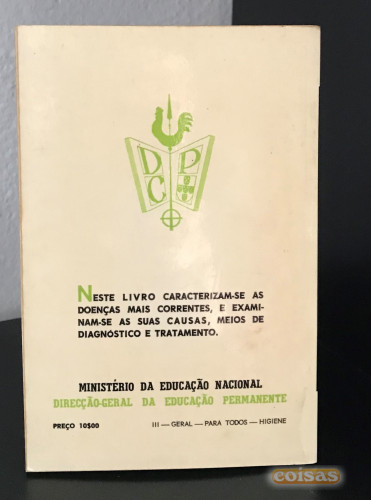 D P
C
NESTE LIVRO CARACTERIZAM-SE AS
DOENÇAS MAIS CORRENTES, E EXAMI-
NAM-SE AS SUAS CAUSAS, MEIOS DE
DIAGNÓSTICO E TRATAMENTO.
MINISTÉRIO DA EDUCAÇÃO NACIONAL
DIRECÇÃO-GERAL DA EDUCAÇÃO PERMANENTE
PREÇO 10$00 III — GERAL — PARA TODOS — HIGIENE
coisas